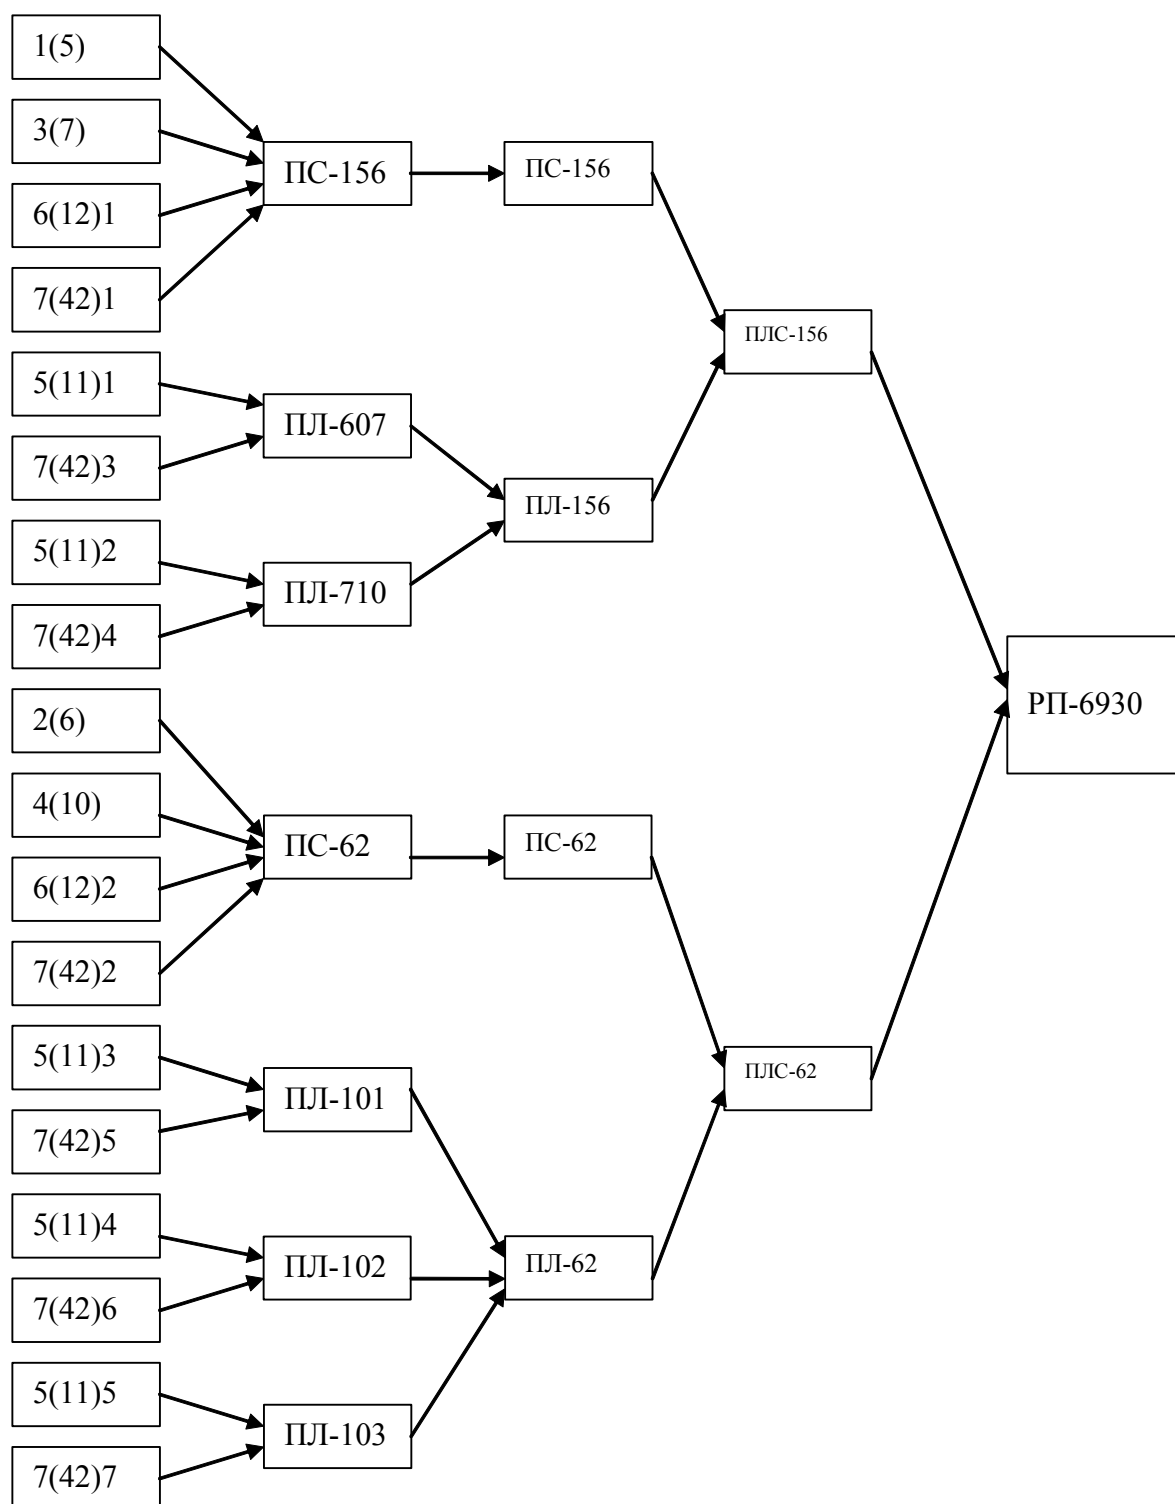 1(5)
3(7)
6(12)1
7(42)1
5(11)1
7(42)3
5(11)2
7(42)4
2(6)
4(10)
6(12)2
7(42)2
5(11)3
7(42)5
5(11)4
7(42)6
5(11)5
7(42)7
ПС-156
ПЛ-607
ПЛ-710
ПС-62
ПЛ-101
ПЛ-102
ПЛ-103
ПС-156
ПЛ-156
ПС-62
ПЛ-62
ПЛС-156
ПЛС-62
РП-6930